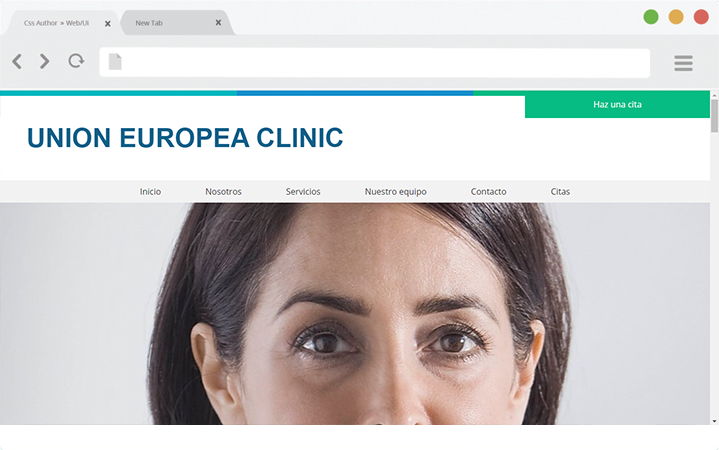 Css Author » Web/Ui
New Tab
Haz una cita
UNION EUROPEA CLINIC
Inicio Nosotros Servicios Nuestro equipo Contacto Citas